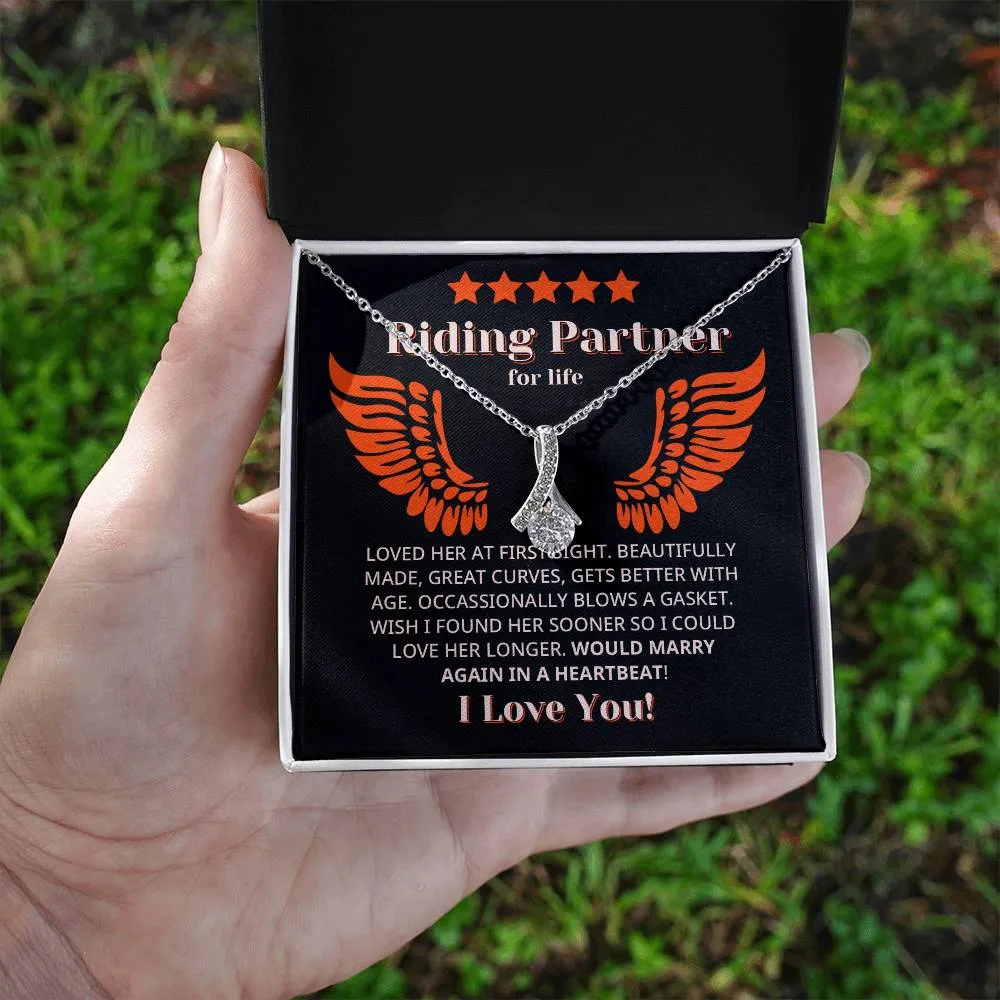 Riding Partner
for life
LOVED HER AT FIRST SIGHT. BEAUTIFULLY
MADE, GREAT CURVES, GETS BETTER WITH
AGE. OCCASSIONALLY BLOWS A GASKET.
WISH I FOUND HER SOONER SO I COULD
LOVE HER LONGER. WOULD MARRY
AGAIN IN A HEARTBEAT!
I Love You!